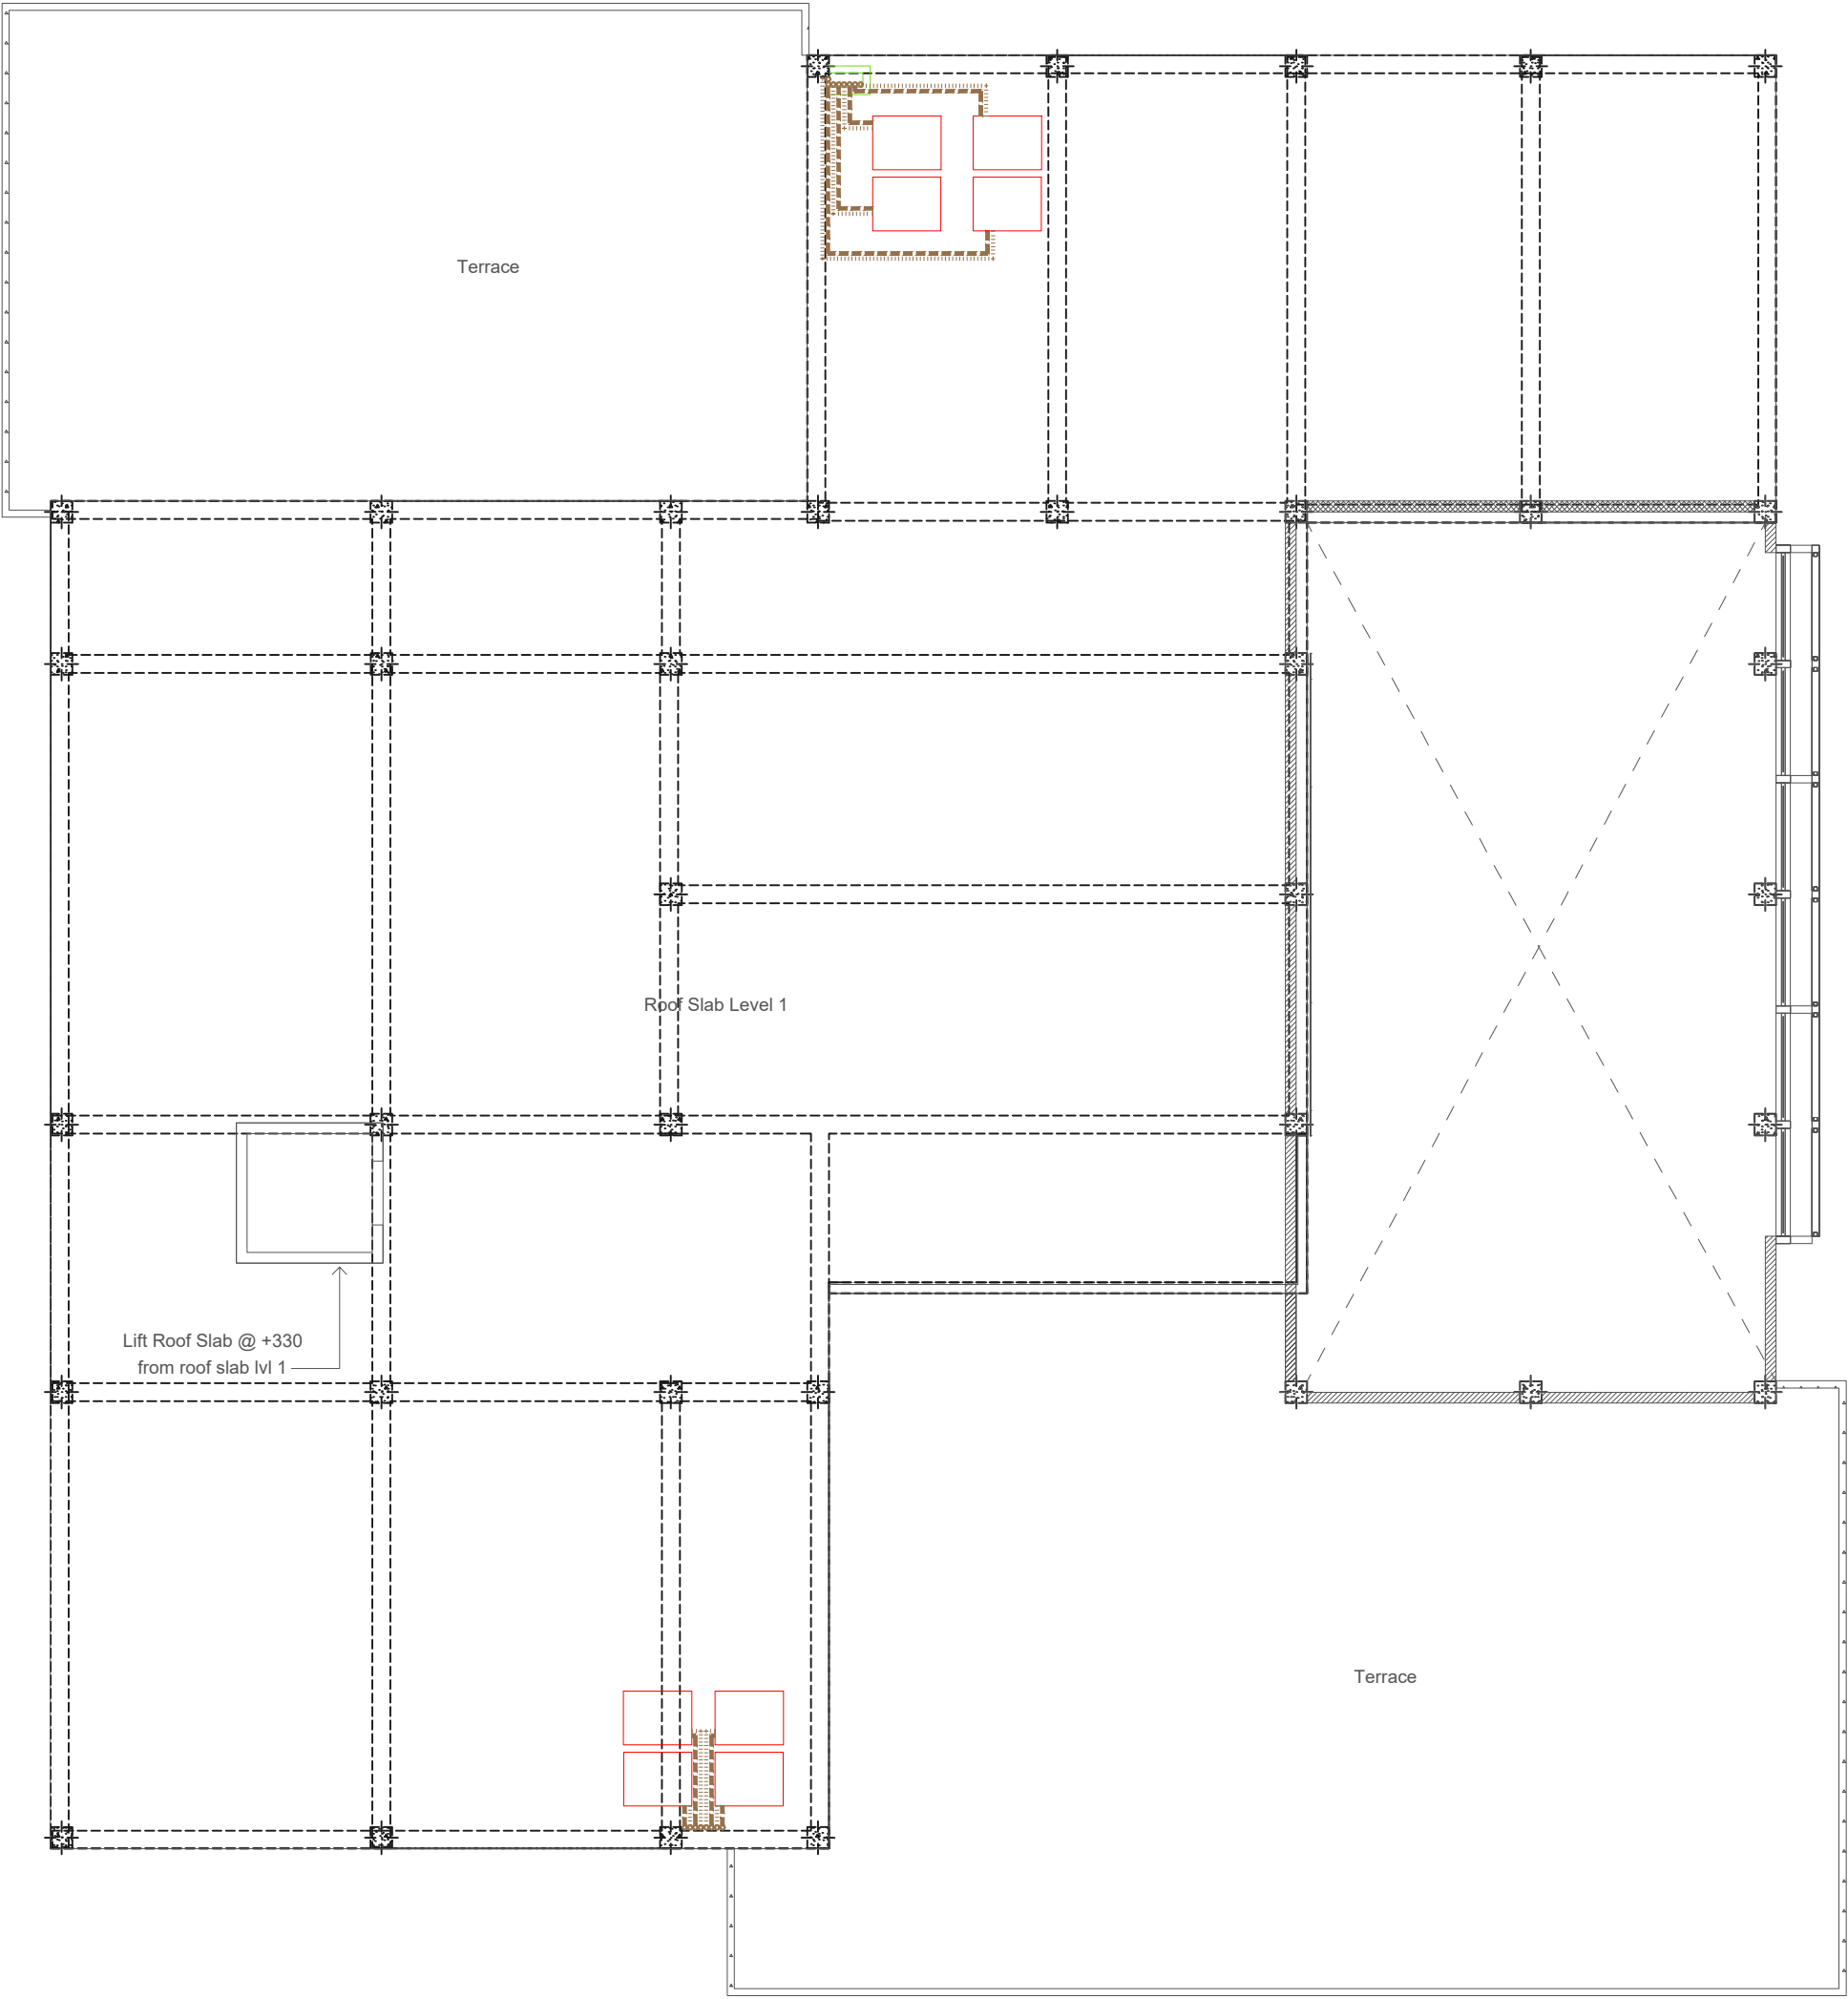 Terrace
Roof Slab Level 1
Lift Roof Slab @ +330
from roof slab lvl 1
Terrace